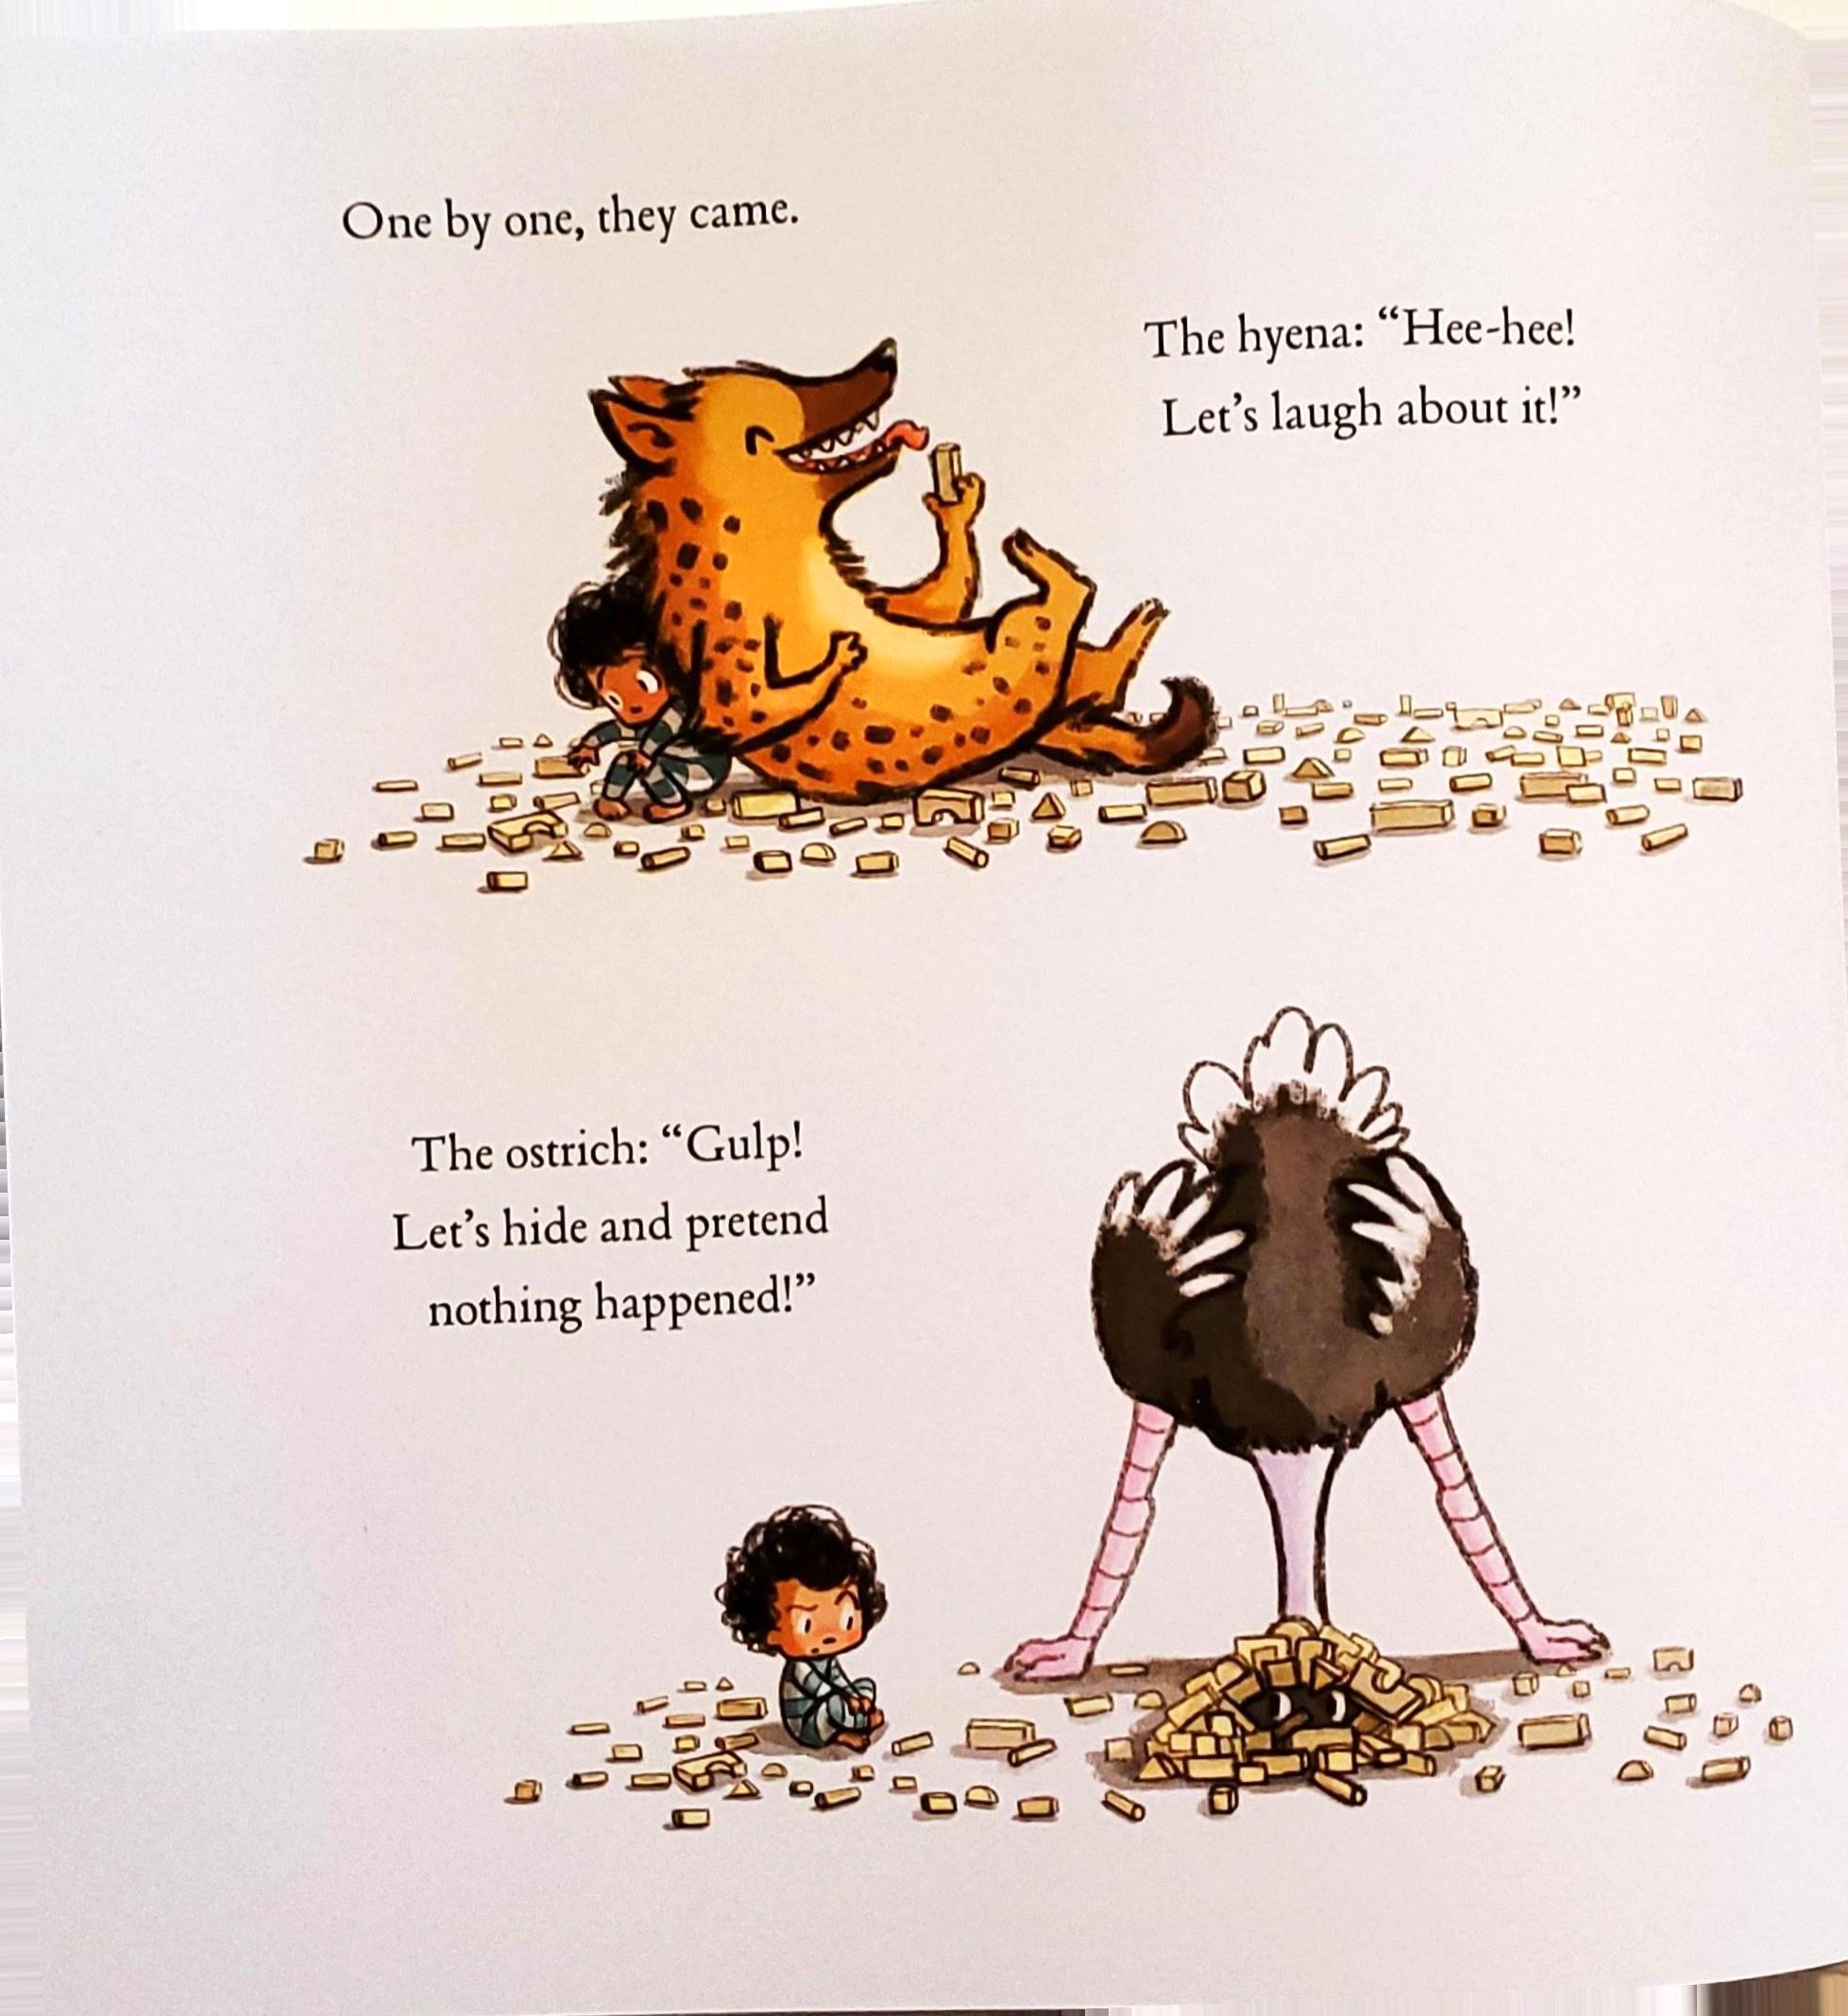 One by one, they came.
The hyena: “Hee-hee!
Let’s laugh about it!”
The ostrich: “Gulp!
Let’s hide and pretend
nothing happened!”